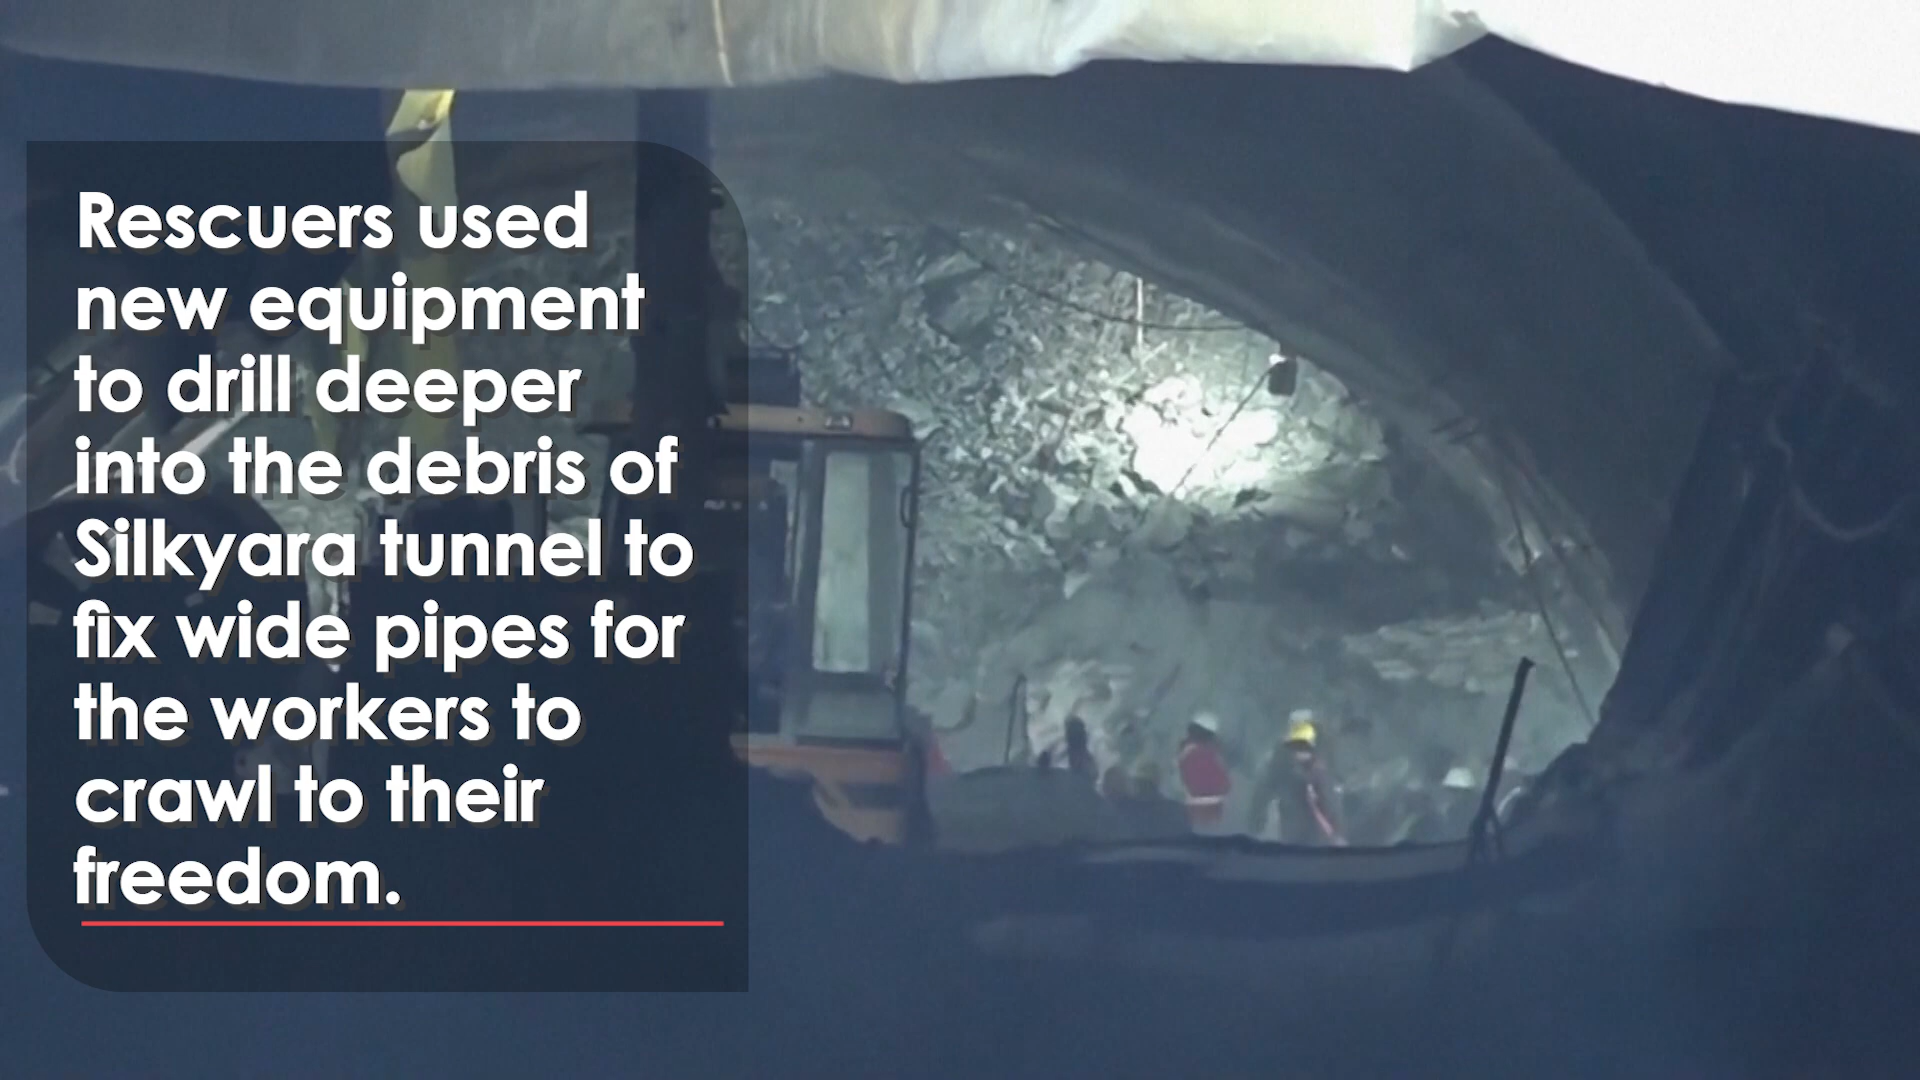 Rescuers used
new equipment
to drill deeper
into the debris of
Silkyara tunnel to
fix wide pipes for
the workers to
crawl to their
freedom.